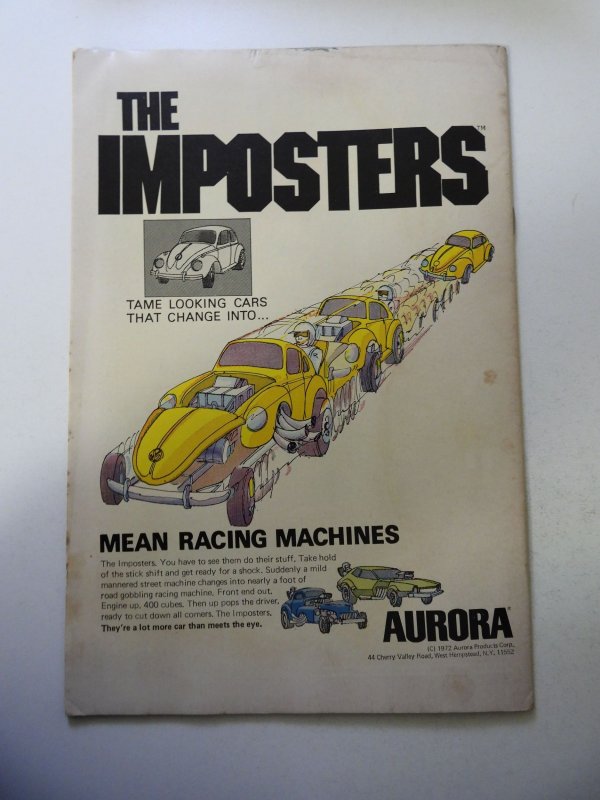 THE
IMPOSTERS™
TAME LOOKING CARS
THAT CHANGE INTO...
MEAN RACING MACHINES
The Imposters. You have to see them do their stuff. Take hold
of the stick shift and get ready for a shock. Suddenly a mild
mannered street machine changes into nearly a foot of
road gobbling racing machine. Front end out.
Engine up, 400 cubes. Then up pops the driver,
ready to cut down all corners. The Imposters.
They're a lot more car than meets the eye.
AURORA®
(C) 1972 Aurora Products Corp.,
44 Cherry Valley Road, West Hempstead, N.Y. 11552